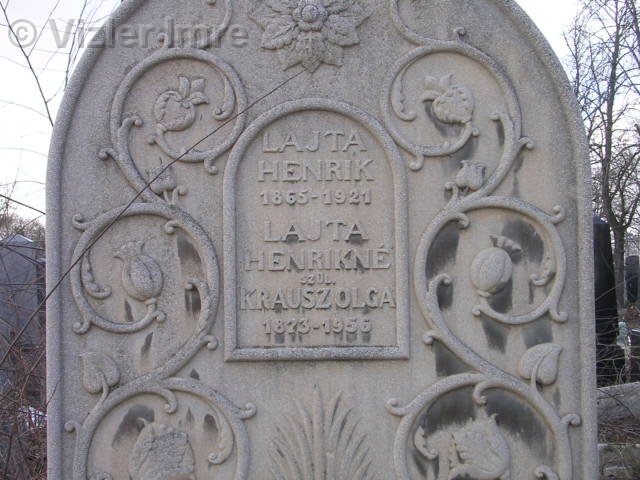 © Vizler Imre
LAJTA
HENRIK
1865-1921
LAJTA
HENRIKNÉ
SZÜL.
KRAUSZ OLGA
1873-1956